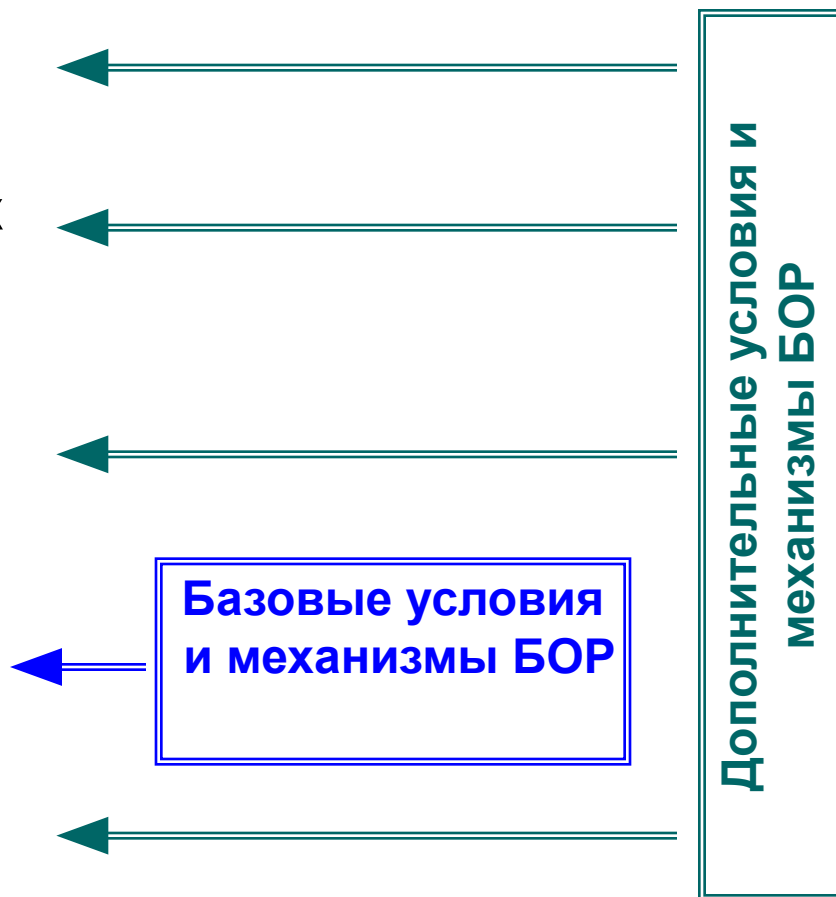 Базовые условия
и механизмы БОР
Дополнительные условия и
механизмы БОР